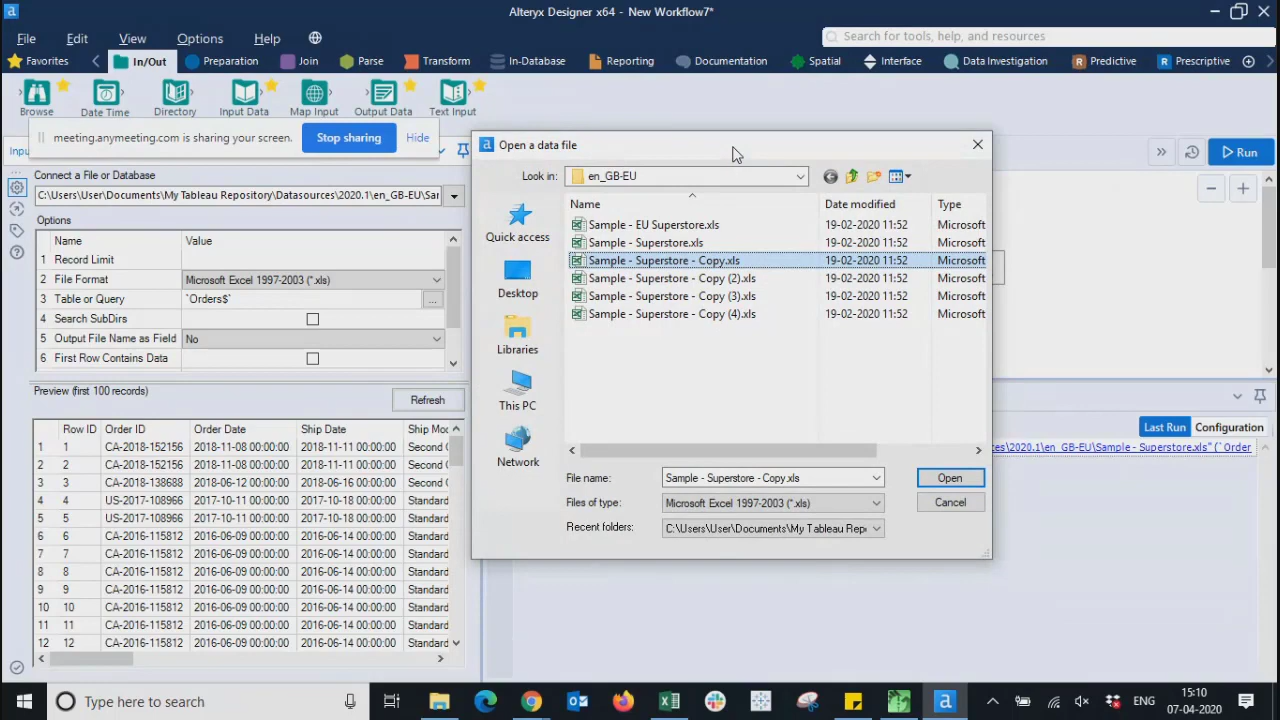 Alteryx Designer x64 - New Workflow7*
File Edit View Options Help
Search for tools, help, and resources
Favorites In/Out Preparation Join Parse Transform In-Database Reporting Documentation Spatial Interface Data Investigation Predictive Prescriptive
Browse Date Time Directory Input Data Map Input Output Data Text Input
meeting.anymeeting.com is sharing your screen. Stop sharing Hide
Run
Connect a File or Database
C:\Users\User\Documents\My Tableau Repository\Datasources\2020.1\en_GB-EU\Sar
Options
Name Value
1 Record Limit
2 File Format Microsoft Excel 1997-2003 (*.xls)
3 Table or Query `Orders$` ...
4 Search SubDirs
5 Output File Name as Field No
6 First Row Contains Data
Preview (first 100 records)
Refresh
Row ID Order ID Order Date Ship Date Ship Moc
1 1 CA-2018-152156 2018-11-08 00:00:00 2018-11-11 00:00:00 Second C
2 2 CA-2018-152156 2018-11-08 00:00:00 2018-11-11 00:00:00 Second C
3 3 CA-2018-138688 2018-06-12 00:00:00 2018-06-16 00:00:00 Second C
4 4 US-2017-108966 2017-10-11 00:00:00 2017-10-18 00:00:00 Standard
5 5 US-2017-108966 2017-10-11 00:00:00 2017-10-18 00:00:00 Standard
6 6 CA-2016-115812 2016-06-09 00:00:00 2016-06-14 00:00:00 Standard
7 7 CA-2016-115812 2016-06-09 00:00:00 2016-06-14 00:00:00 Standard
8 8 CA-2016-115812 2016-06-09 00:00:00 2016-06-14 00:00:00 Standard
9 9 CA-2016-115812 2016-06-09 00:00:00 2016-06-14 00:00:00 Standard
10 10 CA-2016-115812 2016-06-09 00:00:00 2016-06-14 00:00:00 Standard
11 11 CA-2016-115812 2016-06-09 00:00:00 2016-06-14 00:00:00 Standard
12 12 CA-2016-115812 2016-06-09 00:00:00 2016-06-14 00:00:00 Standard
Open a data file
Look in: en_GB-EU
Name Date modified Type
Sample - EU Superstore.xls 19-02-2020 11:52 Microsoft
Sample - Superstore.xls 19-02-2020 11:52 Microsoft
Sample - Superstore - Copy.xls 19-02-2020 11:52 Microsoft
Sample - Superstore - Copy (2).xls 19-02-2020 11:52 Microsoft
Sample - Superstore - Copy (3).xls 19-02-2020 11:52 Microsoft
Sample - Superstore - Copy (4).xls 19-02-2020 11:52 Microsoft
Quick access
Desktop
Libraries
This PC
Network
File name: Sample - Superstore - Copy.xls Open
Files of type: Microsoft Excel 1997-2003 (*.xls) Cancel
Recent folders: C:\Users\User\Documents\My Tableau Rep
Last Run Configuration
es\2020.1\en_GB-EU\Sample - Superstore.xls" (`Order
Type here to search
ENG
15:10
07-04-2020